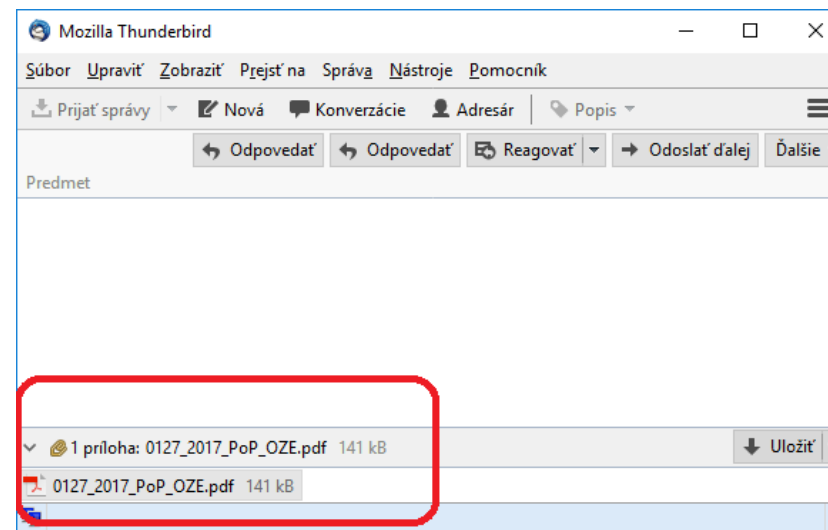 Mozilla Thunderbird
Súbor Upraviť Zobraziť Prejsť na Správa Nástroje Pomocník
Prijať správy Nová Konverzácie Adresár Popis
Odpovedať Odpovedať Reagovať Odoslať ďalej Ďalšie
Predmet
1 príloha: 0127_2017_PoP_OZE.pdf 141 kB Uložiť
0127_2017_PoP_OZE.pdf 141 kB